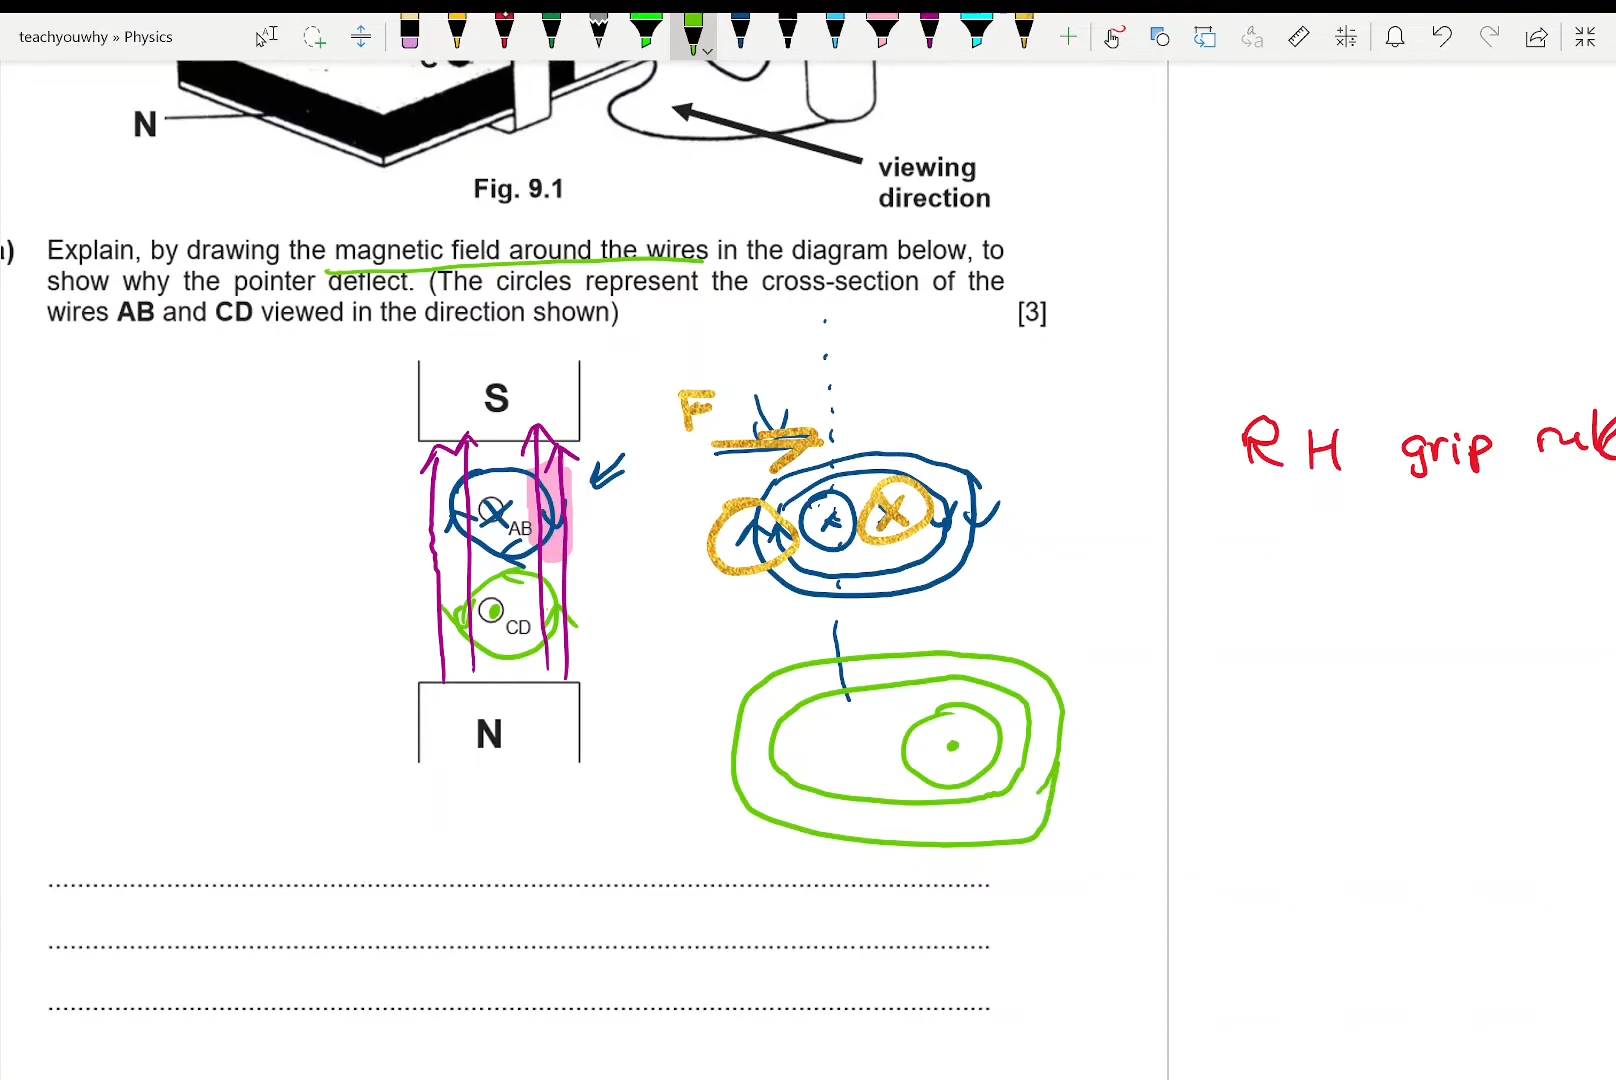 teachyouwhy » Physics
N
viewing
direction
Fig. 9.1
Explain, by drawing the magnetic field around the wires in the diagram below, to
show why the pointer deflect. (The circles represent the cross-section of the
wires AB and CD viewed in the direction shown)
[3]
S
F
AB
RH grip
CD
N